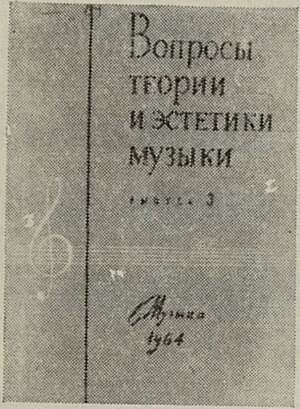 Вопросы
теории
и эстетики
музыки
выпуск 3
Музыка
1964